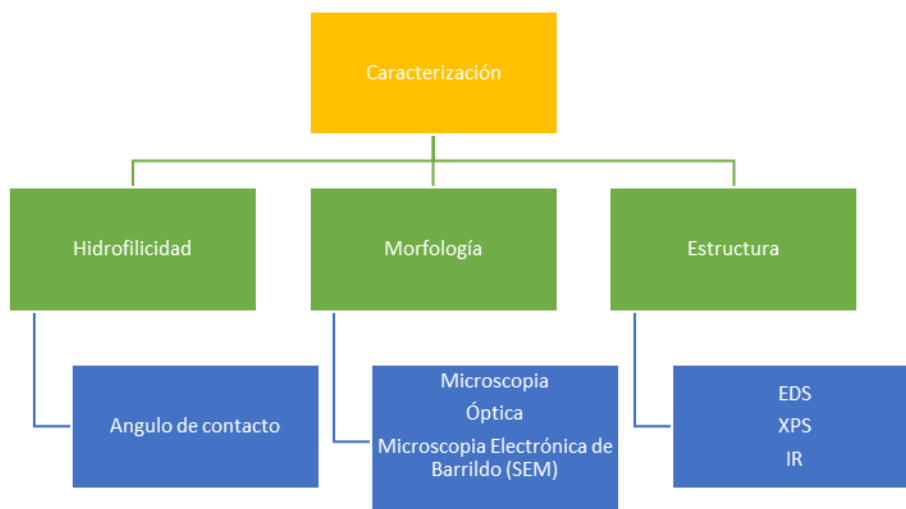 Caracterización
Hidrofilicidad
Morfología
Estructura
Angulo de contacto
Microscopia
Óptica
Microscopia Electrónica de
Barrildo (SEM)
EDS
XPS
IR